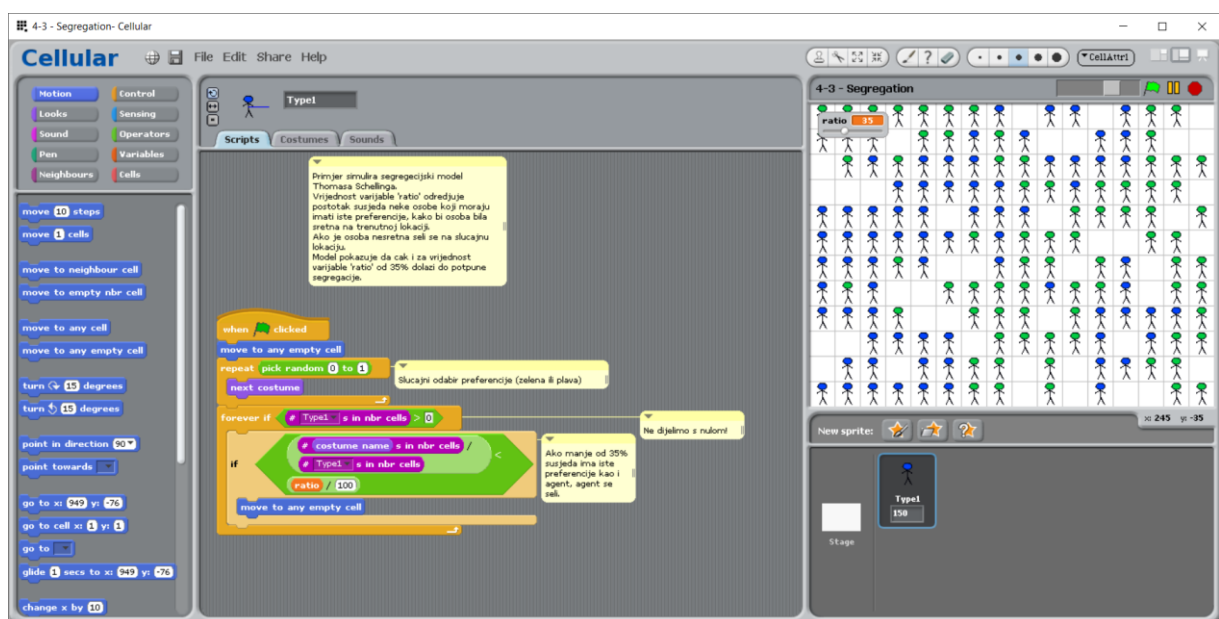 4-3 - Segregation- Cellular
Cellular
File Edit Share Help
CellAttr1
Motion
Control
Looks
Sensing
Sound
Operators
Pen
Variables
Neighbours
Cells
move 10 steps
move 1 cells
move to neighbour cell
move to empty nbr cell
move to any cell
move to any empty cell
turn 15 degrees
turn 15 degrees
point in direction 90
point towards
go to x: 949 y: -76
go to cell x: 1 y: 1
go to
glide 1 secs to x: 949 y: -76
change x by 10
Type1
Scripts
Costumes
Sounds
Primjer simulira segregecijski model
Thomasa Schellinga.
Vrijednost varijable 'ratio' odredjuje
postotak susjeda neke osobe koji moraju
imati iste preferencije, kako bi osoba bila
sretna na trenutnoj lokaciji.
Ako je osoba nesretna seli se na slucajnu
lokaciju.
Model pokazuje da cak i za vrijednost
varijable 'ratio' od 35% dolazi do potpune
segregacije.
when clicked
move to any empty cell
repeat pick random 0 to 1
Slucajni odabir preferencije (zelena ili plava)
next costume
forever if # Type1 s in nbr cells > 0
Ne dijelimo s nulom!
if
# costume name s in nbr cells /
# Type1 s in nbr cells
<
ratio / 100
Ako manje od 35%
susjeda ima iste
preferencije kao i
agent, agent se
seli.
move to any empty cell
4-3 - Segregation
ratio 35
x: 245 y: -35
New sprite:
Type1
150
Stage